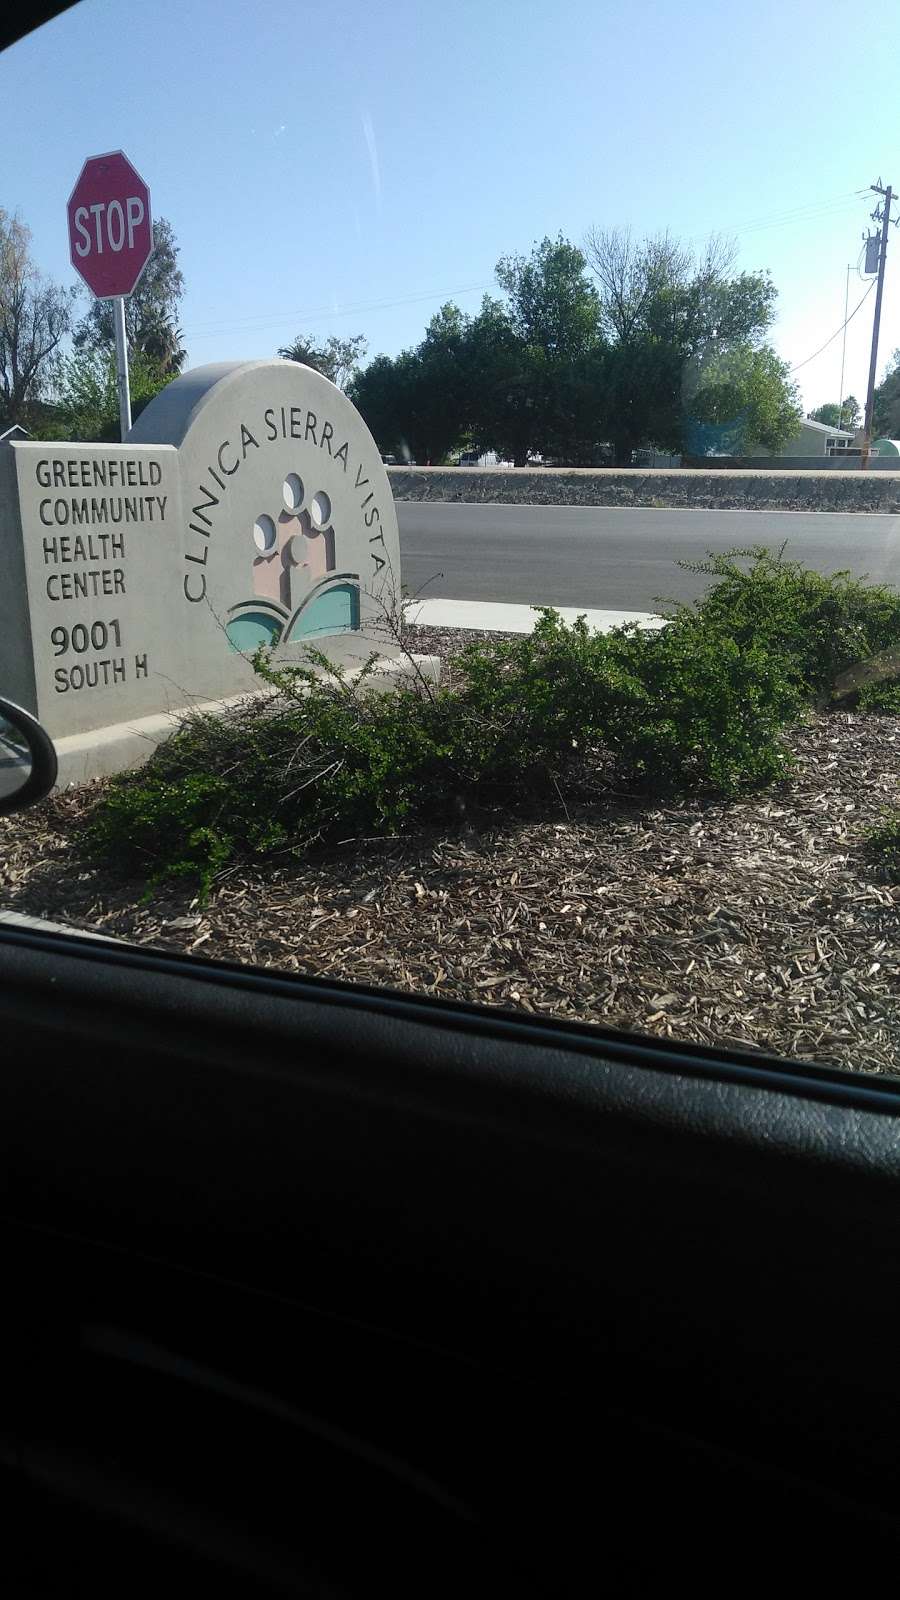 STOP
GREENFIELD
COMMUNITY
HEALTH
CENTER
9001
SOUTH H
CLINICA SIERRA VISTA